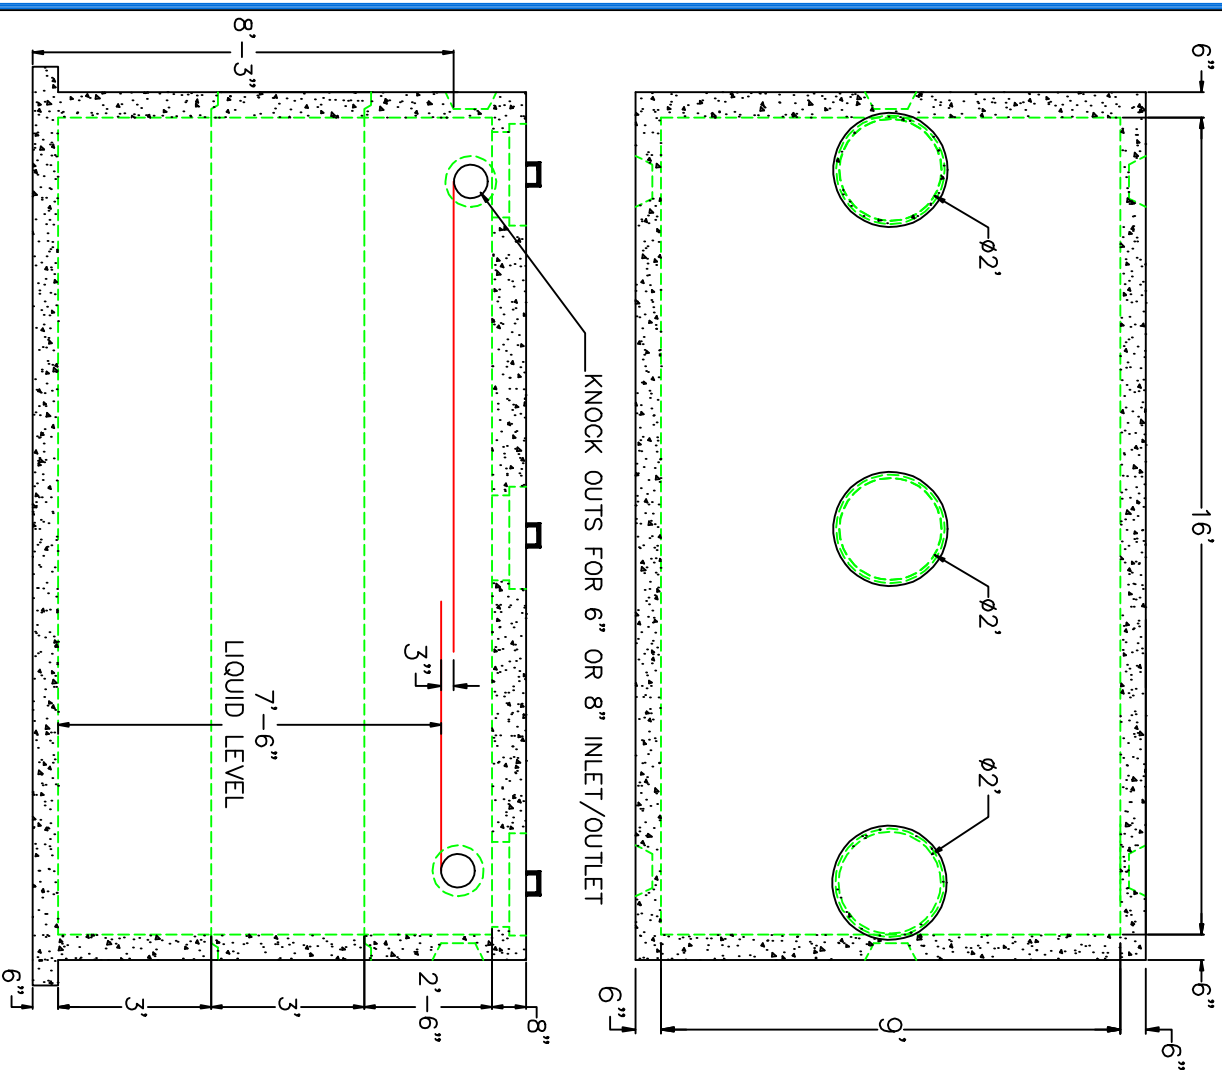 6"
16'
6"
ø2'
ø2'
ø2'
6"
9'
6"
KNOCK OUTS FOR 6" OR 8" INLET/OUTLET
8'-3"
3"
7'-6"
LIQUID LEVEL
8"
2'-6"
3'
3'
6"